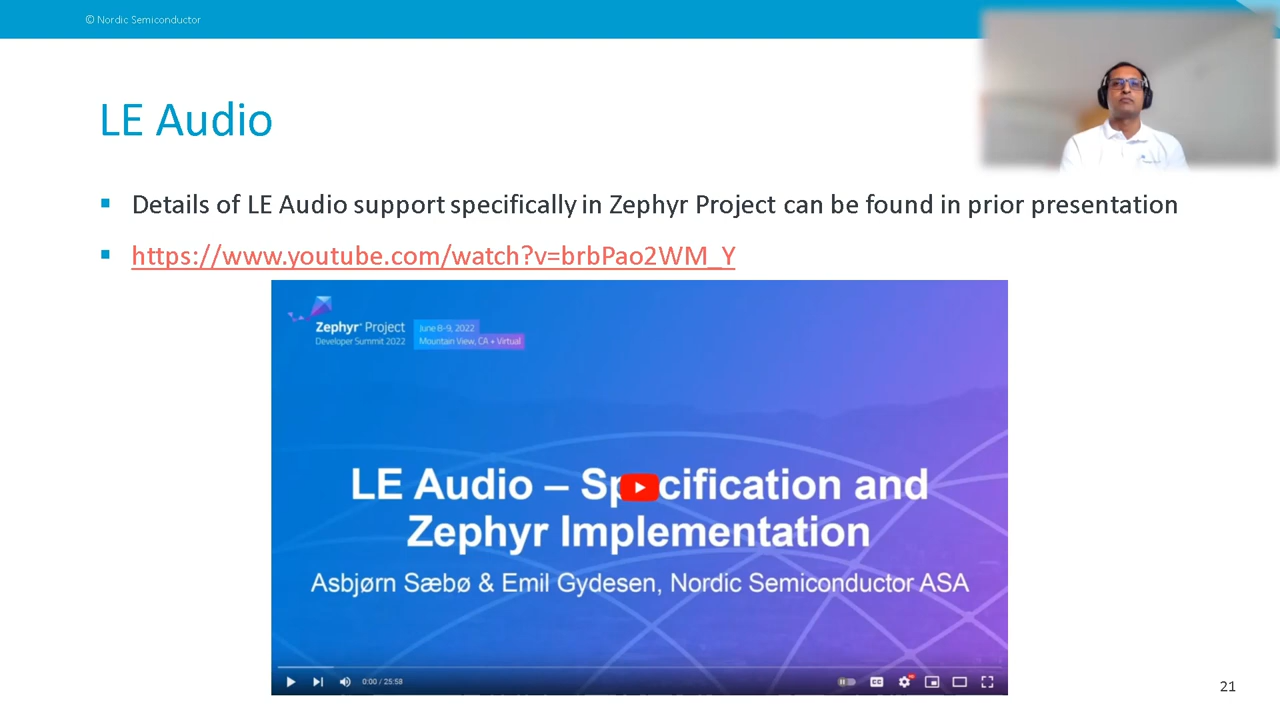 © Nordic Semiconductor
LE Audio
Details of LE Audio support specifically in Zephyr Project can be found in prior presentation
https://www.youtube.com/watch?v=brbPao2WM_Y
Zephyr® Project
Developer Summit 2022
June 8-9, 2022
Mountain View, CA + Virtual
LE Audio – Specification and
Zephyr Implementation
Asbjørn Sæbø & Emil Gydesen, Nordic Semiconductor ASA
0:00 / 25:58
CC
21